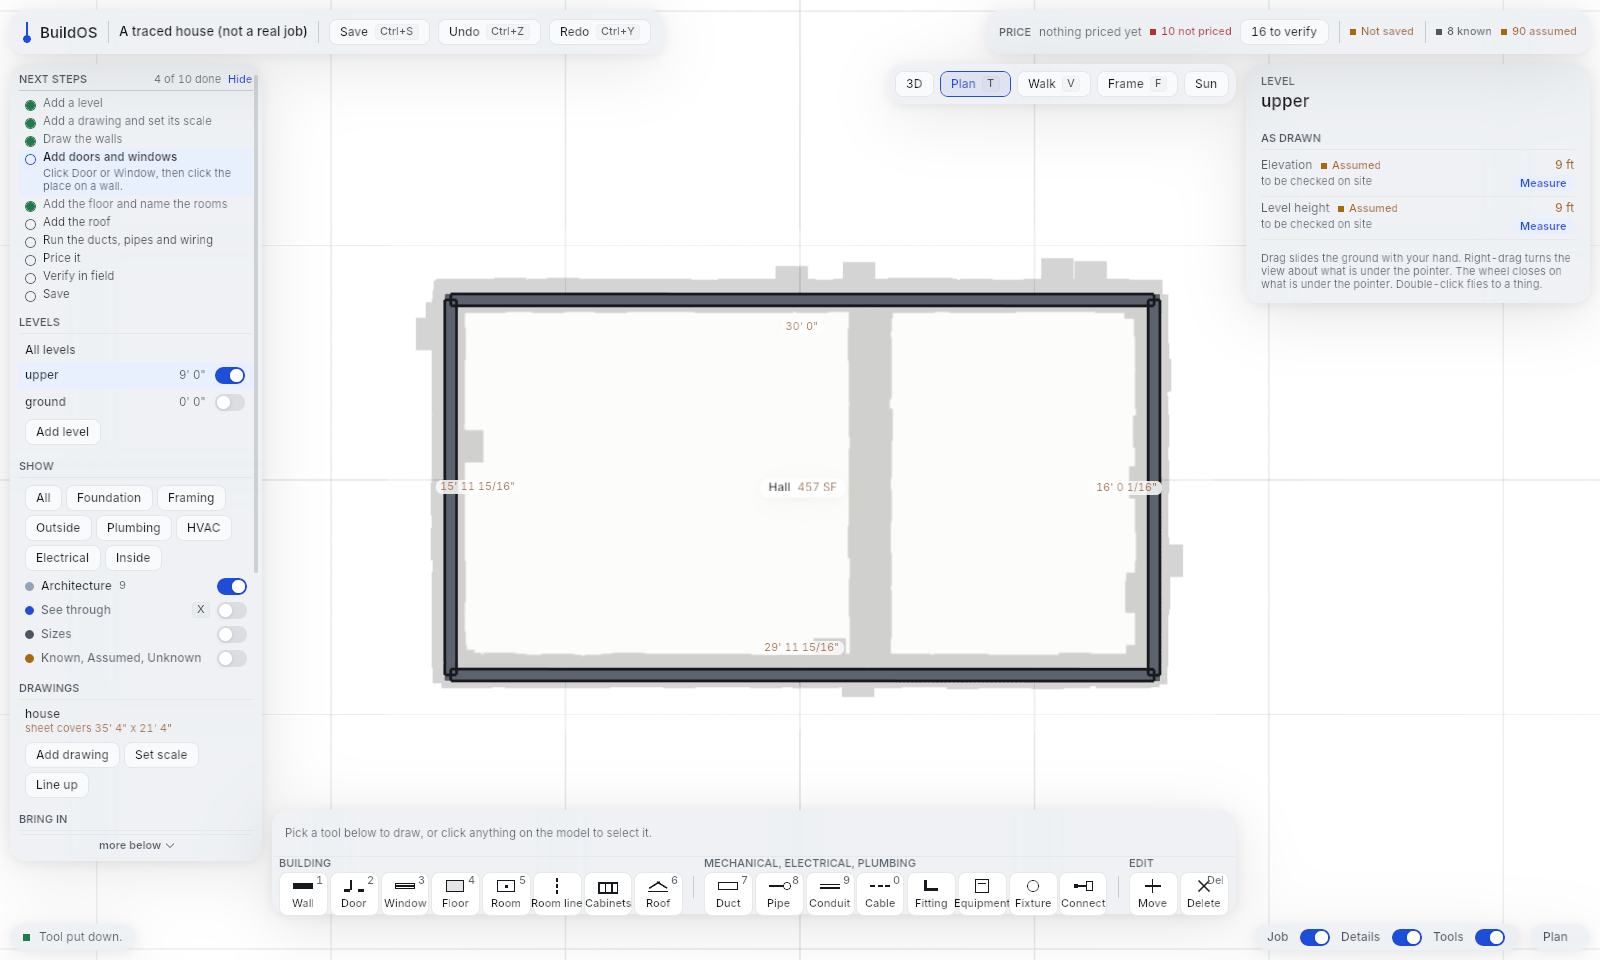 BuildOS
A traced house (not a real job)
Save Ctrl+S
Undo Ctrl+Z
Redo Ctrl+Y
PRICE nothing priced yet 10 not priced
16 to verify
Not saved
8 known 90 assumed
NEXT STEPS 4 of 10 done Hide
Add a level
Add a drawing and set its scale
Draw the walls
Add doors and windows
Click Door or Window, then click the
place on a wall.
Add the floor and name the rooms
Add the roof
Run the ducts, pipes and wiring
Price it
Verify in field
Save
LEVELS
All levels
upper 9' 0"
ground 0' 0"
Add level
SHOW
All Foundation Framing
Outside Plumbing HVAC
Electrical Inside
Architecture 9
See through X
Sizes
Known, Assumed, Unknown
DRAWINGS
house
sheet covers 35' 4" x 21' 4"
Add drawing Set scale
Line up
BRING IN
more below
3D Plan T Walk V Frame F Sun
LEVEL
upper
AS DRAWN
Elevation Assumed 9 ft
to be checked on site Measure
Level height Assumed 9 ft
to be checked on site Measure
Drag slides the ground with your hand. Right-drag turns the
view about what is under the pointer. The wheel closes on
what is under the pointer. Double-click flies to a thing.
30' 0"
15' 11 15/16"
Hall 457 SF
16' 0 1/16"
29' 11 15/16"
Pick a tool below to draw, or click anything on the model to select it.
BUILDING
1 2 3 4 5 6
Wall Door Window Floor Room Room line Cabinets Roof
MECHANICAL, ELECTRICAL, PLUMBING
7 8 9 0
Duct Pipe Conduit Cable Fitting Equipment Fixture Connect
EDIT
Del
Move Delete
Tool put down.
Job Details Tools Plan